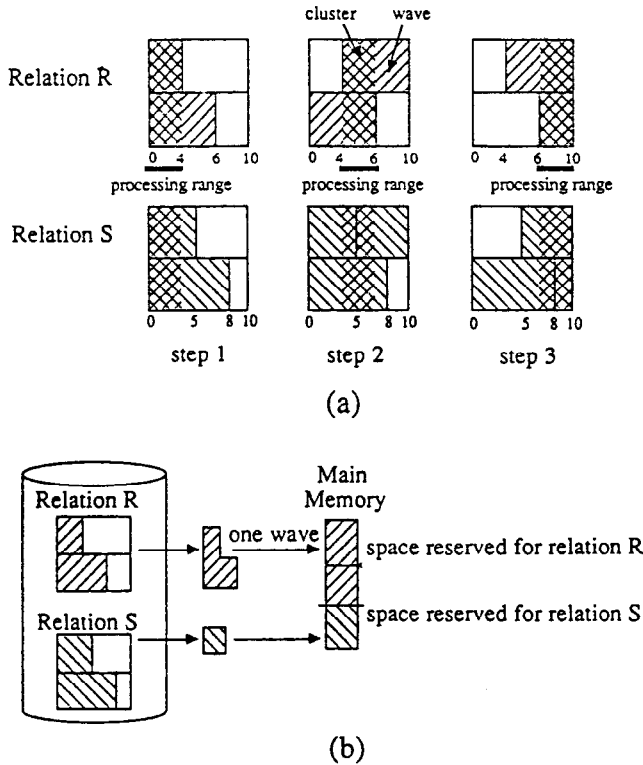 cluster wave
Relation R
0 4 10
0 4 6 10
0 4 6 10
processing range
processing range
processing range
Relation S
0 5 8 10
0 5 8 10
0 5 8 10
step 1
step 2
step 3
(a)
Relation R
Relation S
one wave
Main
Memory
space reserved for relation R
space reserved for relation S
(b)